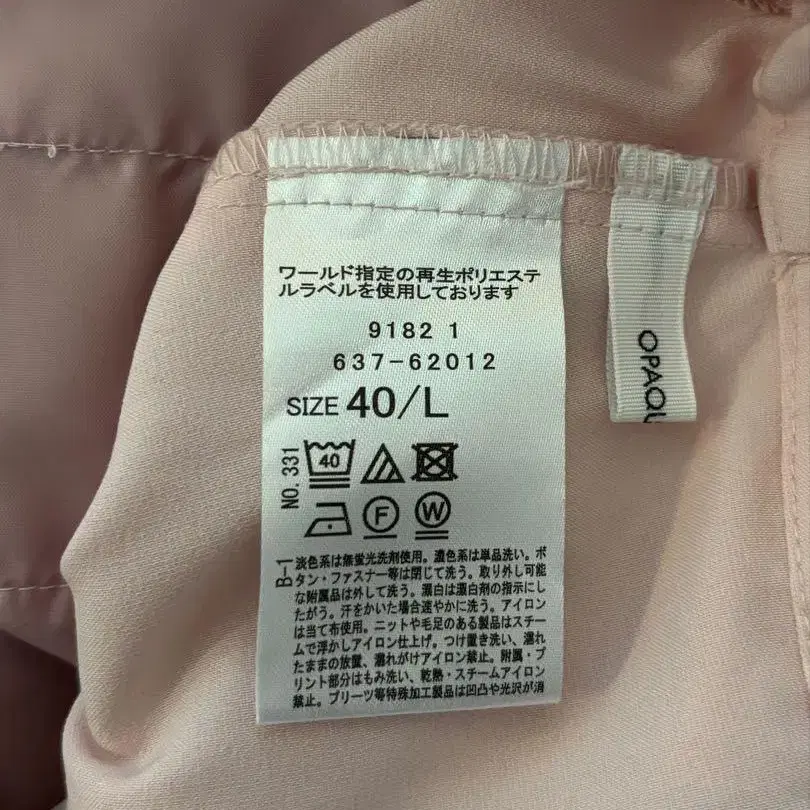 ワールド指定の再生ポリエステ
ルラベルを使用しております
9182 1
637-62012
SIZE 40/L
NO. 331
40
F
W
B-1
淡色系は無蛍光洗剤使用。濃色系は単品洗い。ボ
タン・ファスナー等は閉じて洗う。取り外し可能
な附属品は外して洗う。漂白は漂白剤の指示にし
たがう。汗をかいた場合速やかに洗う。アイロン
は当て布使用。ニットや毛足のある製品はスチー
ムで浮かしアイロン仕上げ。つけ置き洗い、濡れ
たままの放置、濡れがけアイロン禁止。附属・プ
リント部分はもみ洗い、乾熱・スチームアイロン
禁止。プリーツ等特殊加工製品は凹凸や光沢が消
OPAQU